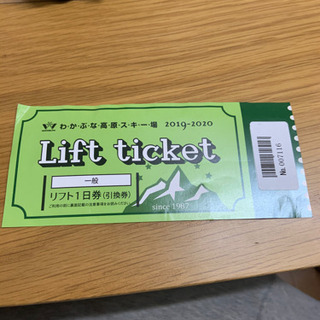 わ・か・ぶ・な・高・原・ス・キ・ー・場 2019-2020
Lift ticket
一般
リフト1日券(引換券)
since 1987
No.007116